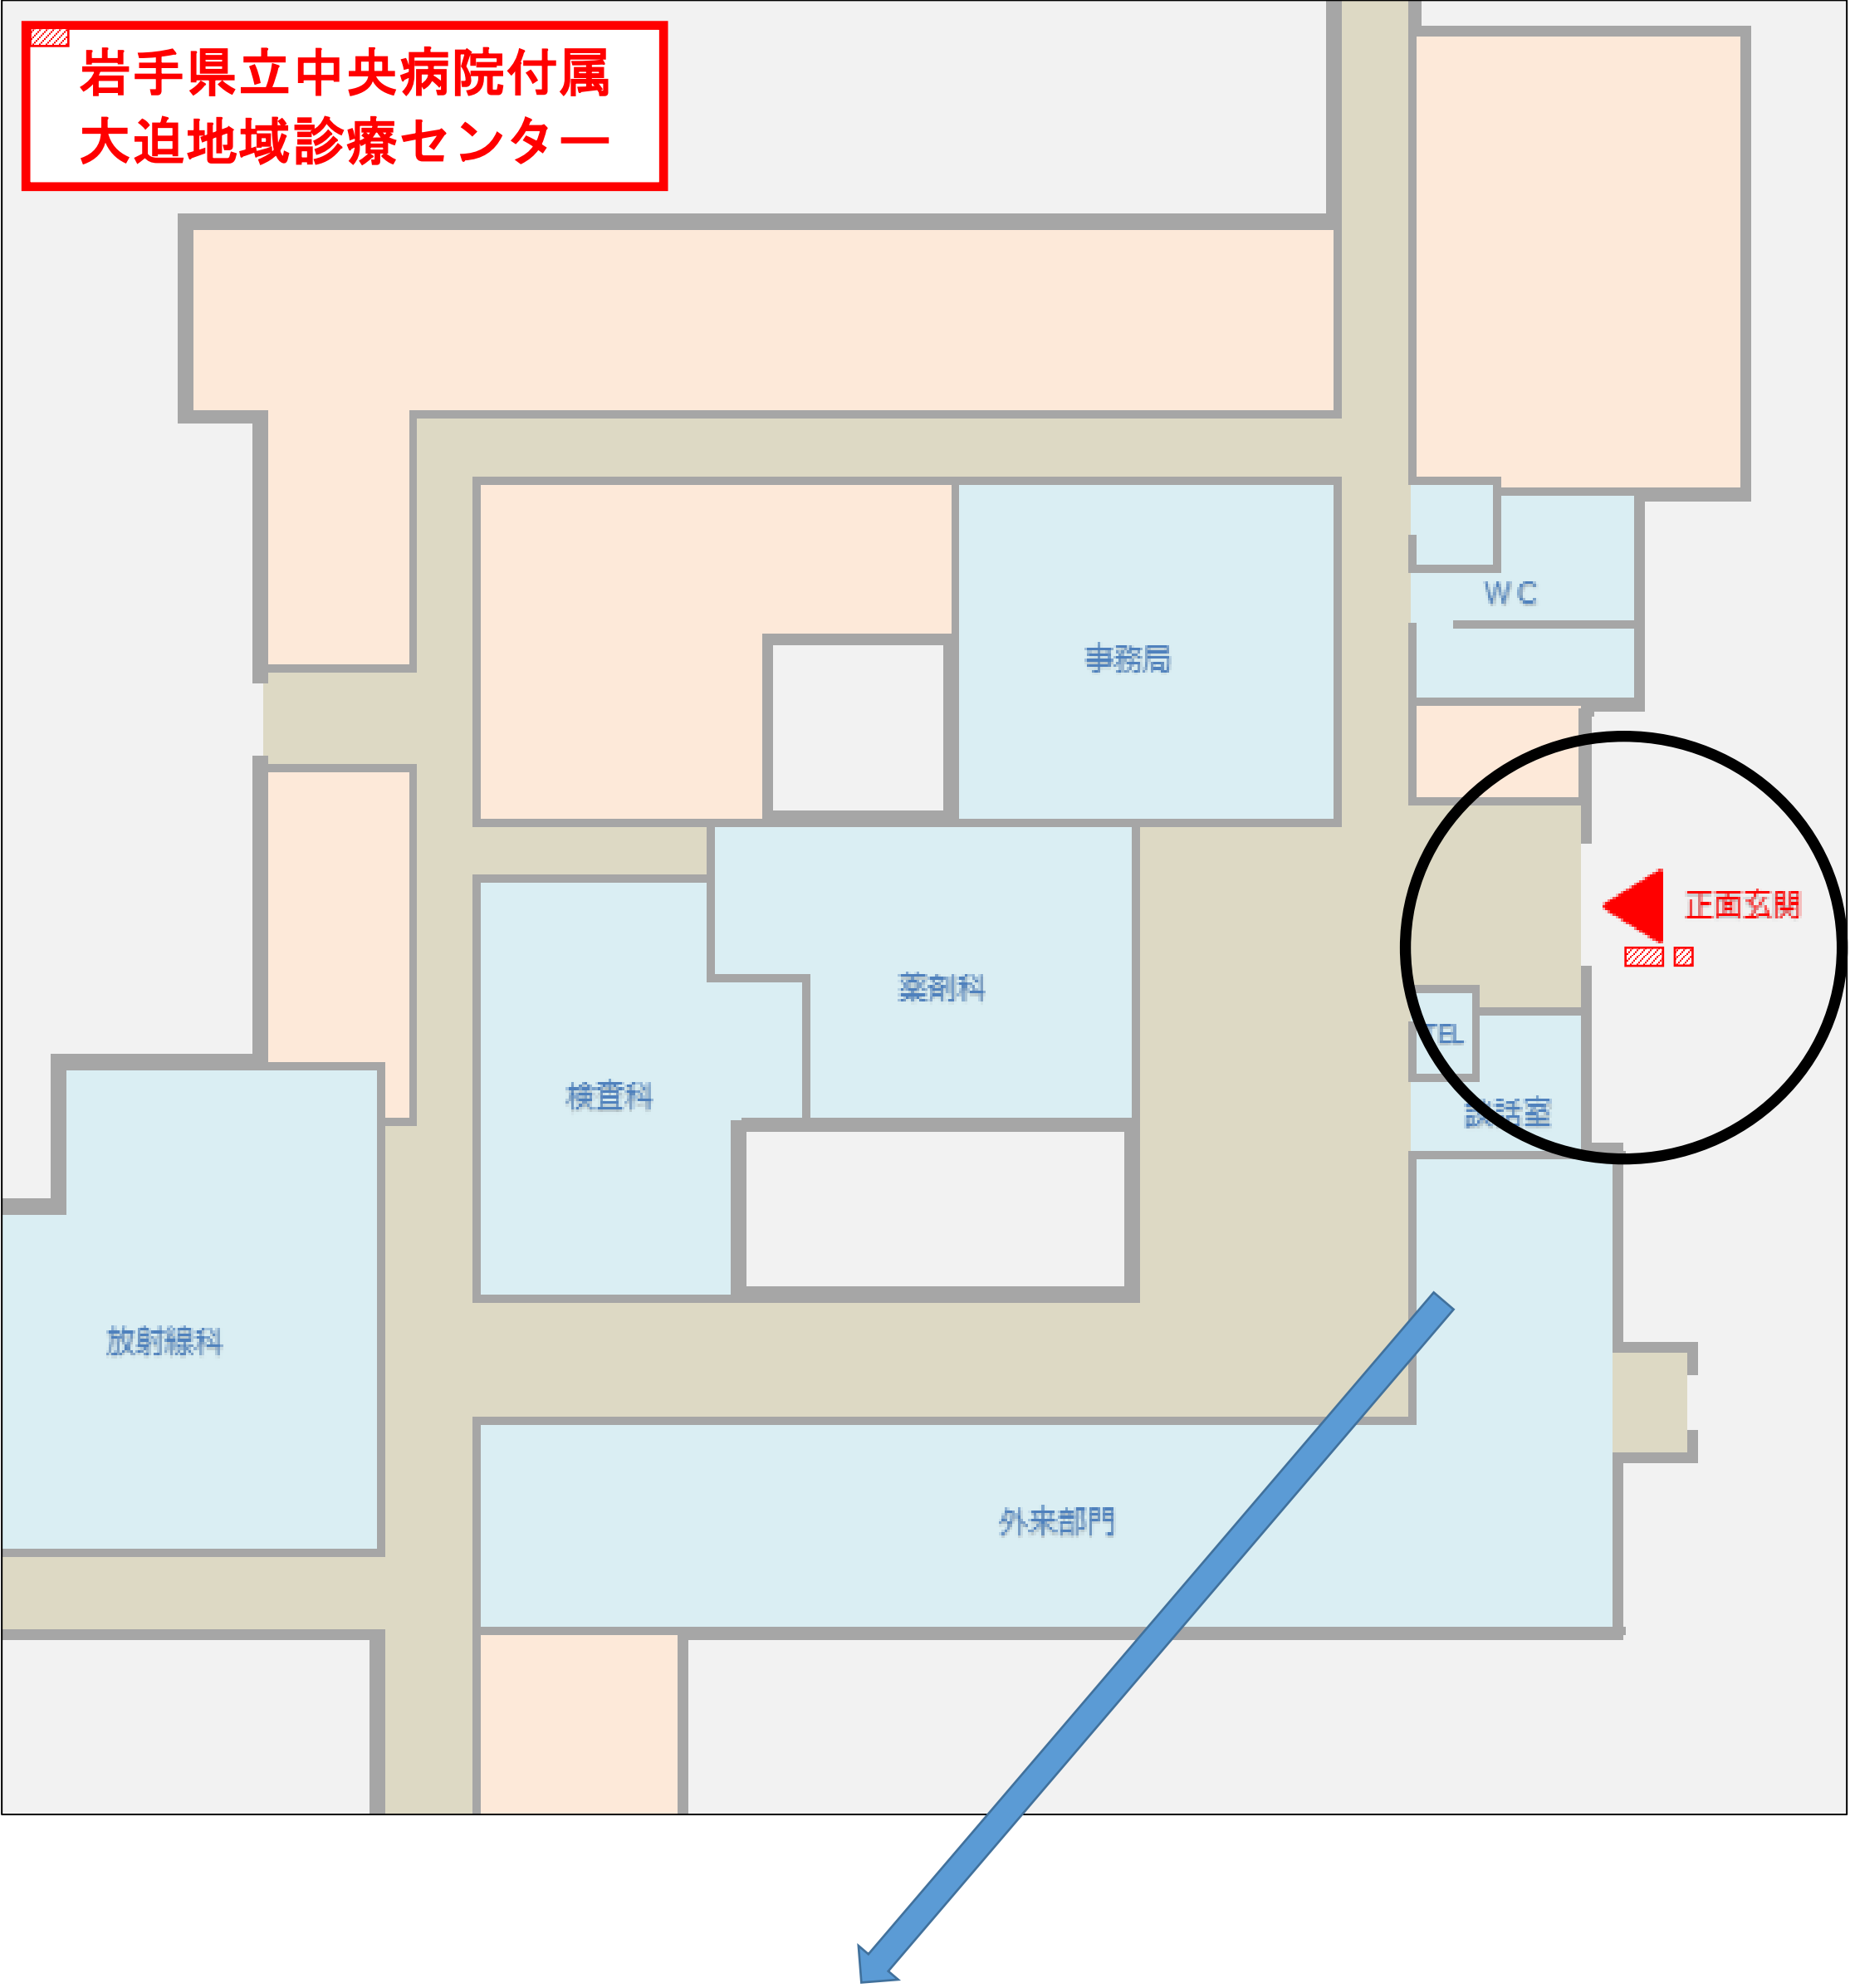 岩手県立中央病院付属
大迫地域診療センター
WC
事務局
正面玄関
薬剤科
TEL
検査科
談話室
放射線科
外来部門